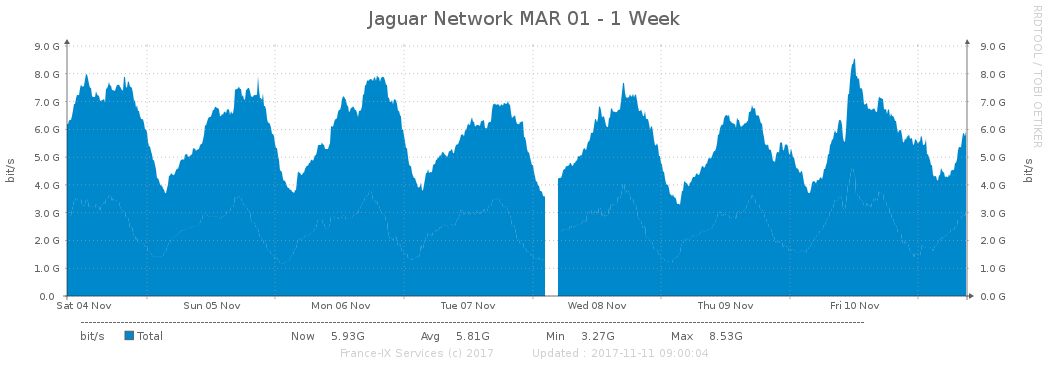 Jaguar Network MAR 01 - 1 Week
RRDTOOL / TOBI OETIKER
bit/s
9.0 G 9.0 G
8.0 G 8.0 G
7.0 G 7.0 G
6.0 G 6.0 G
5.0 G 5.0 G
4.0 G 4.0 G
3.0 G 3.0 G
2.0 G 2.0 G
1.0 G 1.0 G
0.0 0.0 G
bit/s
Sat 04 Nov Sun 05 Nov Mon 06 Nov Tue 07 Nov Wed 08 Nov Thu 09 Nov Fri 10 Nov
bit/s Total Now 5.93G Avg 5.81G Min 3.27G Max 8.53G
France-IX Services (c) 2017 Updated : 2017-11-11 09:00:04